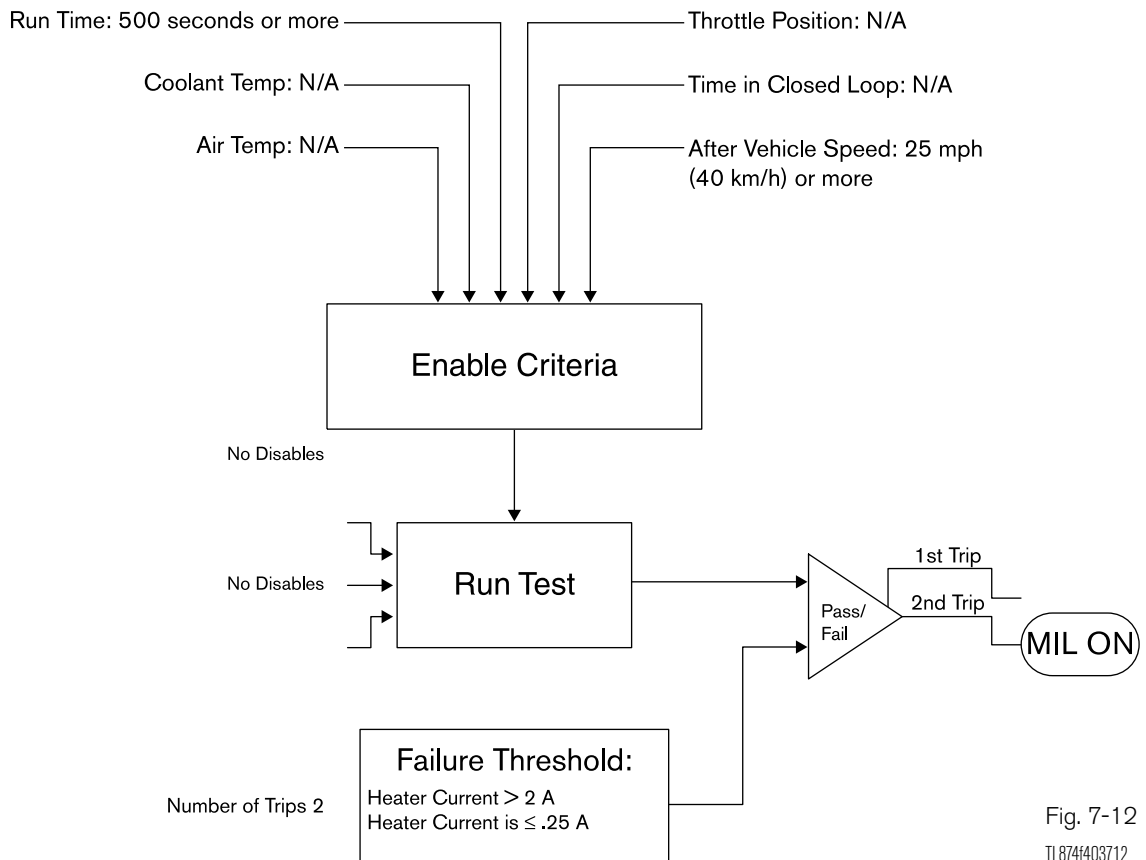 Run Time: 500 seconds or more
Throttle Position: N/A
Coolant Temp: N/A
Time in Closed Loop: N/A
Air Temp: N/A
After Vehicle Speed: 25 mph
(40 km/h) or more
Enable Criteria
No Disables
No Disables
Run Test
Pass/
Fail
1st Trip
2nd Trip
MIL ON
Number of Trips 2
Failure Threshold:
Heater Current > 2 A
Heater Current is ≤ .25 A
Fig. 7-12
TL874f403712